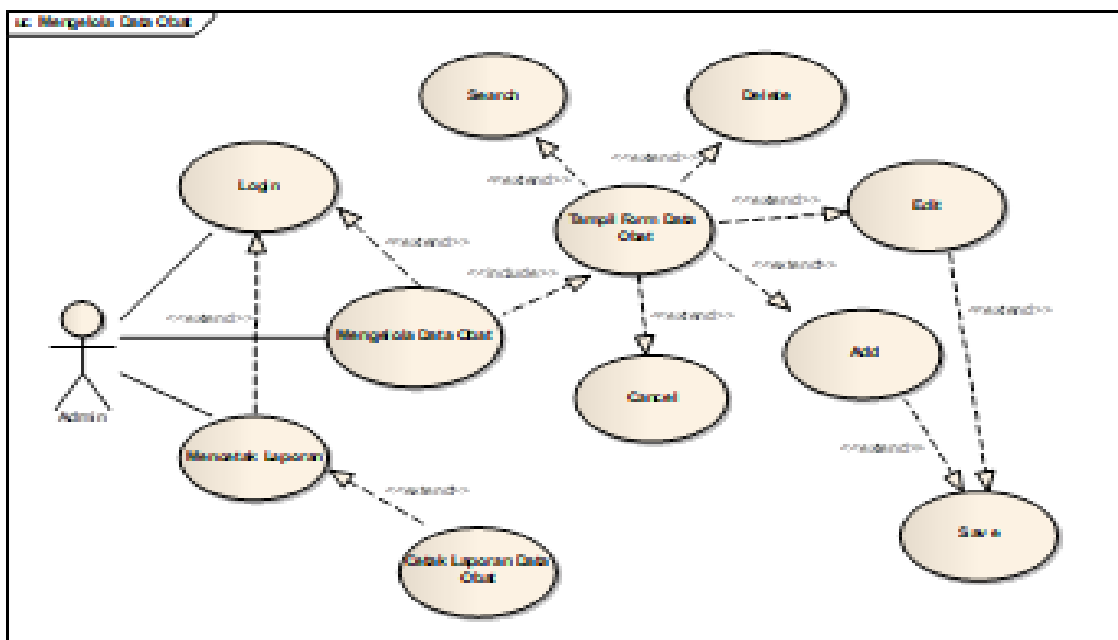 uc Mengelola Data Obat
Search
Delete
<<extend>>
<<extend>>
Login
<<extend>>
Edit
Tampil Form Data
Obat
<<extend>>
<<extend>>
<<include>>
<<extend>>
<<extend>>
<<extend>>
Mengelola Data Obat
Add
Admin
Cancel
<<extend>>
Mencetak Laporan
<<extend>>
Cetak Laporan Data
Obat
Save